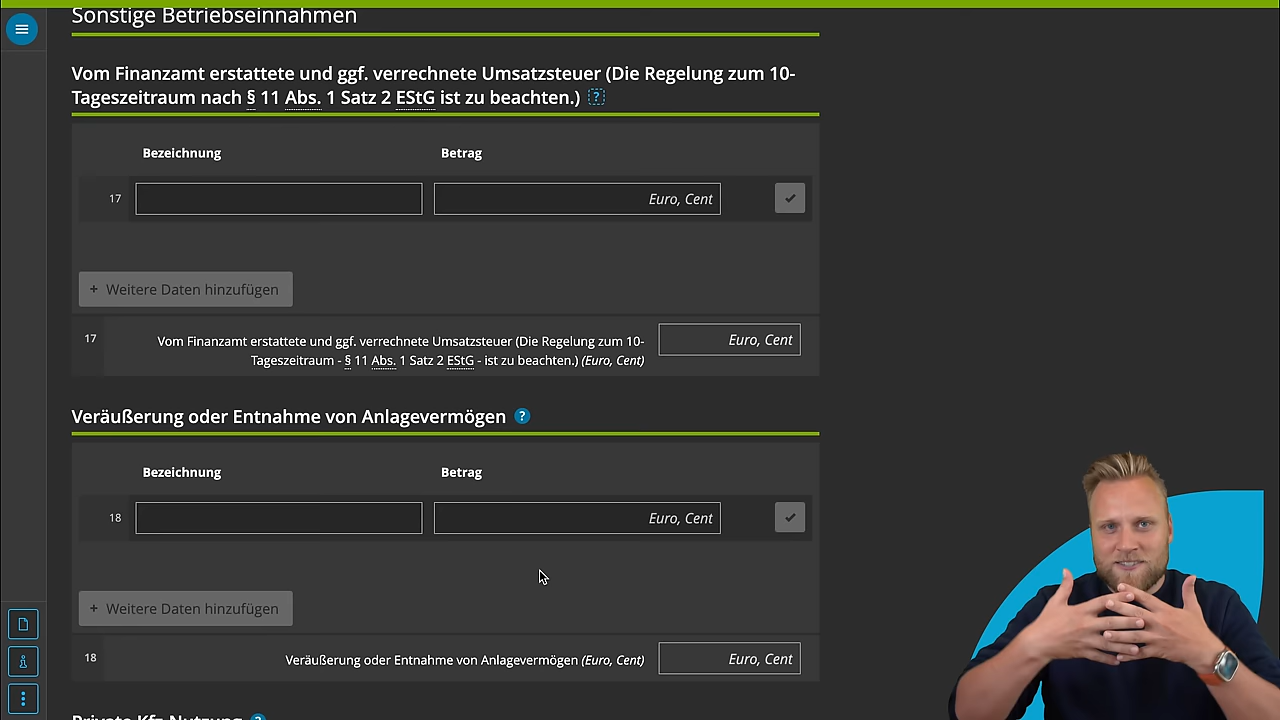 Sonstige Betriebseinnahmen
Vom Finanzamt erstattete und ggf. verrechnete Umsatzsteuer (Die Regelung zum 10-
Tageszeitraum nach § 11 Abs. 1 Satz 2 EStG ist zu beachten.) ?
Bezeichnung Betrag
17 Euro, Cent
+ Weitere Daten hinzufügen
17 Vom Finanzamt erstattete und ggf. verrechnete Umsatzsteuer (Die Regelung zum 10- Euro, Cent
Tageszeitraum - § 11 Abs. 1 Satz 2 EStG - ist zu beachten.) (Euro, Cent)
Veräußerung oder Entnahme von Anlagevermögen ?
Bezeichnung Betrag
18 Euro, Cent
+ Weitere Daten hinzufügen
18 Veräußerung oder Entnahme von Anlagevermögen (Euro, Cent) Euro, Cent
Private Kfz-Nutzung ?